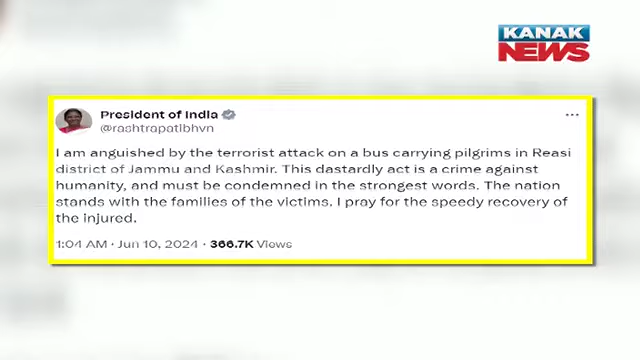 KANAK
NEWS
President of India
@rashtrapatibhvn
I am anguished by the terrorist attack on a bus carrying pilgrims in Reasi
district of Jammu and Kashmir. This dastardly act is a crime against
humanity, and must be condemned in the strongest words. The nation
stands with the families of the victims. I pray for the speedy recovery of
the injured.
1:04 AM · Jun 10, 2024 · 366.7K Views